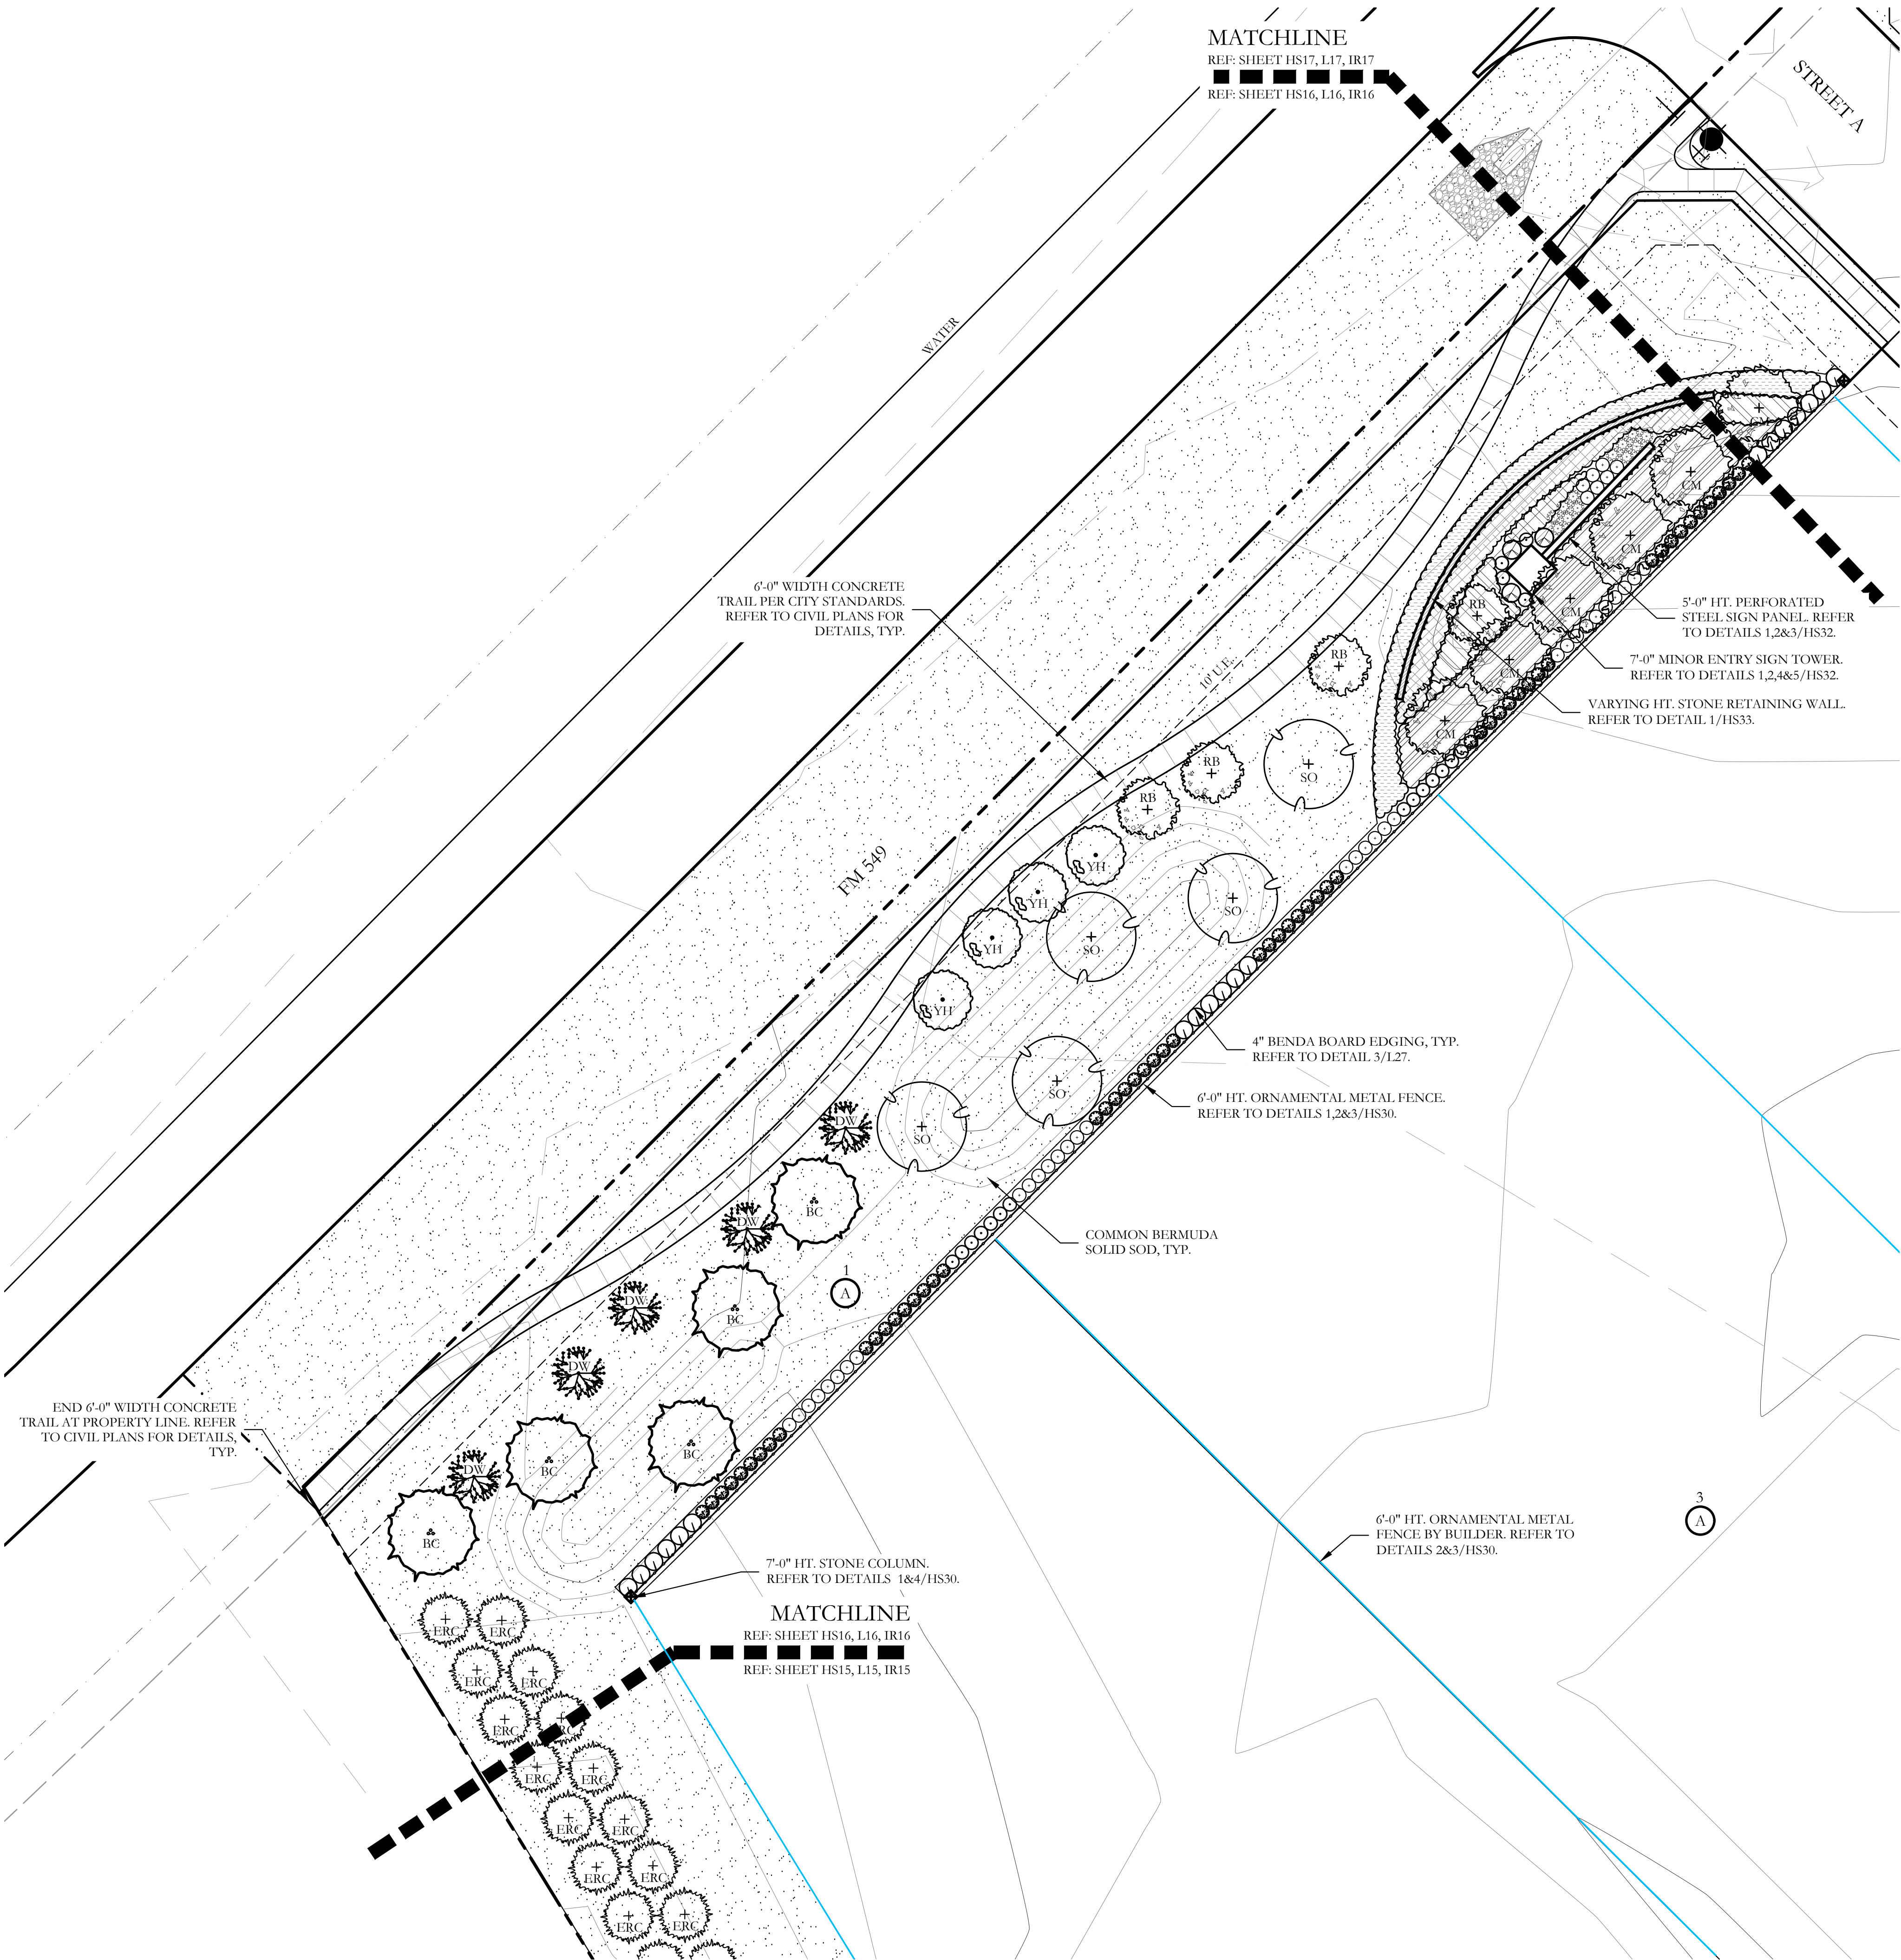 MATCHLINE
REF: SHEET HS17, L17, IR17
REF: SHEET HS16, L16, IR16
STREET A
WATER
6'-0" WIDTH CONCRETE
TRAIL PER CITY STANDARDS.
REFER TO CIVIL PLANS FOR
DETAILS, TYP.
10' U.E.
FM 549
CM
CM
CM
CM
CM
CM
RB
RB
RB
RB
5'-0" HT. PERFORATED
STEEL SIGN PANEL. REFER
TO DETAILS 1,2&3/HS32.
7'-0" MINOR ENTRY SIGN TOWER.
REFER TO DETAILS 1,2,4&5/HS32.
VARYING HT. STONE RETAINING WALL.
REFER TO DETAIL 1/HS33.
SO
SO
SO
SO
SO
YH
YH
YH
YH
4" BENDA BOARD EDGING, TYP.
REFER TO DETAIL 3/L27.
6'-0" HT. ORNAMENTAL METAL FENCE.
REFER TO DETAILS 1,2&3/HS30.
DW
DW
DW
DW
DW
BC
BC
BC
BC
BC
COMMON BERMUDA
SOLID SOD, TYP.
1
A
END 6'-0" WIDTH CONCRETE
TRAIL AT PROPERTY LINE. REFER
TO CIVIL PLANS FOR DETAILS,
TYP.
3
A
6'-0" HT. ORNAMENTAL METAL
FENCE BY BUILDER. REFER TO
DETAILS 2&3/HS30.
7'-0" HT. STONE COLUMN.
REFER TO DETAILS 1&4/HS30.
MATCHLINE
REF: SHEET HS16, L16, IR16
REF: SHEET HS15, L15, IR15
ERC
ERC
ERC
ERC
ERC
ERC
ERC
ERC
ERC
ERC
ERC
ERC
ERC
ERC